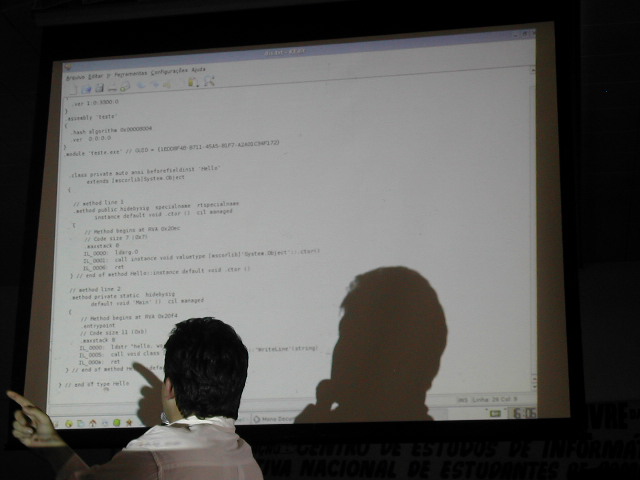 Arquivo Editar Ir Ferramentas Configurações Ajuda
.ver 1:0:5000:0
}
.assembly 'teste'
{
.hash algorithm 0x00008004
.ver 0:0:0:0
}
.module 'teste.exe' // GUID =
.class private auto ansi beforefieldinit 'Hello'
extends [mscorlib]System.Object
{
// method line 1
.method public hidebysig specialname rtspecialname
instance default void .ctor () cil managed
{
// Method begins at RVA 0x20ec
// Code size 7 (0x7)
.maxstack 8
IL_0000: ldarg.0
IL_0001: call instance void valuetype [mscorlib]'System.Object'::.ctor()
IL_0006: ret
} // end of method Hello::instance default void .ctor ()
// method line 2
.method private static hidebysig
default void 'Main' () cil managed
{
// Method begins at RVA 0x20f4
.entrypoint
// Code size 11 (0xb)
.maxstack 8
IL_0000: ldstr "hello,
IL_0005: call void class 'WriteLine'(string)
IL_000a: ret
} // end of method
} // end of type Hello
6:05
CENTRO DE ESTUDOS DE
NACIONAL DE ESTUDANTES DE